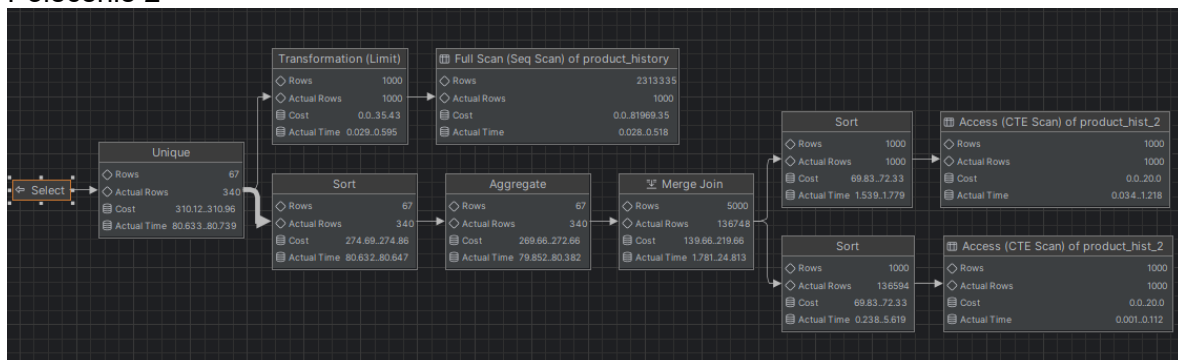 Transformation (Limit)
Rows 1000
Actual Rows 1000
Cost 0.0..35.43
Actual Time 0.029..0.595
Full Scan (Seq Scan) of product_history
Rows 2313335
Actual Rows 1000
Cost 0.0..81969.35
Actual Time 0.028..0.518
Select
Unique
Rows 67
Actual Rows 340
Cost 310.12..310.96
Actual Time 80.633..80.739
Sort
Rows 67
Actual Rows 340
Cost 274.69..274.86
Actual Time 80.632..80.647
Aggregate
Rows 67
Actual Rows 340
Cost 269.66..272.66
Actual Time 79.852..80.382
Merge Join
Rows 5000
Actual Rows 136748
Cost 139.66..219.66
Actual Time 1.781..24.813
Sort
Rows 1000
Actual Rows 1000
Cost 69.83..72.33
Actual Time 1.539..1.779
Access (CTE Scan) of product_hist_2
Rows 1000
Actual Rows 1000
Cost 0.0..20.0
Actual Time 0.034..1.218
Sort
Rows 1000
Actual Rows 136594
Cost 69.83..72.33
Actual Time 0.238..5.619
Access (CTE Scan) of product_hist_2
Rows 1000
Actual Rows 1000
Cost 0.0..20.0
Actual Time 0.001..0.112